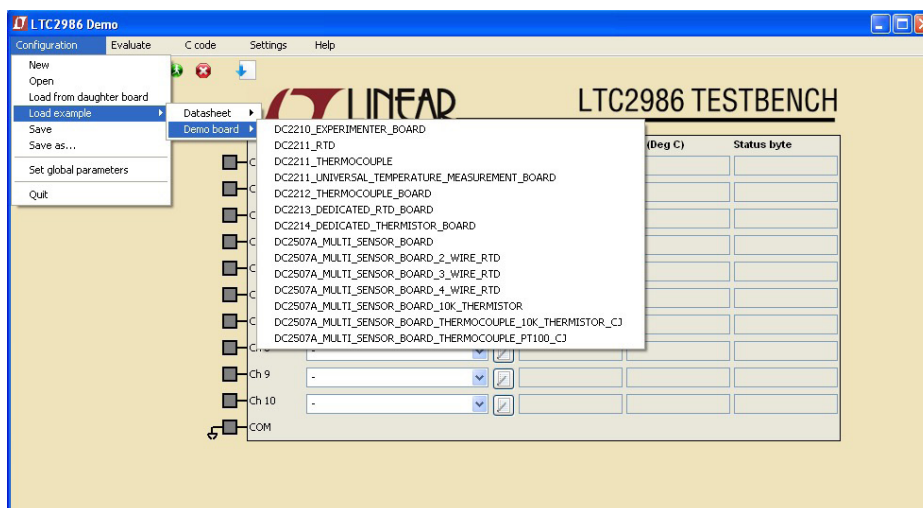 LTC2986 Demo
Configuration Evaluate C code Settings Help
New
Open
Load from daughter board
Load example
Save
Save as...
Set global parameters
Quit
Datasheet
Demo board
LINEAR
LTC2986 TESTBENCH
DC2210_EXPERIMENTER_BOARD
DC2211_RTD
DC2211_THERMOCOUPLE
DC2211_UNIVERSAL_TEMPERATURE_MEASUREMENT_BOARD
DC2212_THERMOCOUPLE_BOARD
DC2213_DEDICATED_RTD_BOARD
DC2214_DEDICATED_THERMISTOR_BOARD
DC2507A_MULTI_SENSOR_BOARD
DC2507A_MULTI_SENSOR_BOARD_2_WIRE_RTD
DC2507A_MULTI_SENSOR_BOARD_3_WIRE_RTD
DC2507A_MULTI_SENSOR_BOARD_4_WIRE_RTD
DC2507A_MULTI_SENSOR_BOARD_10K_THERMISTOR
DC2507A_MULTI_SENSOR_BOARD_THERMOCOUPLE_10K_THERMISTOR_CJ
DC2507A_MULTI_SENSOR_BOARD_THERMOCOUPLE_PT100_CJ
(Deg C) Status byte
Ch 9 -
Ch 10 -
COM